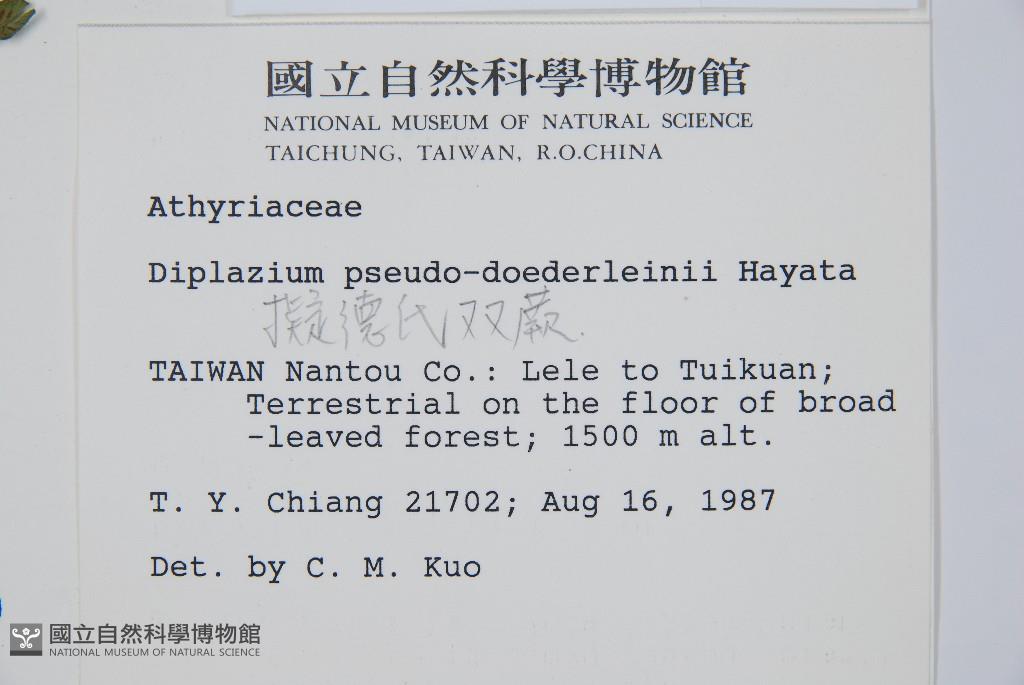 國立自然科學博物館
NATIONAL MUSEUM OF NATURAL SCIENCE
TAICHUNG, TAIWAN, R.O.CHINA
Athyriaceae
Diplazium pseudo-doederleinii Hayata
擬德氏双蕨.
TAIWAN Nantou Co.: Lele to Tuikuan;
Terrestrial on the floor of broad
-leaved forest; 1500 m alt.
T. Y. Chiang 21702; Aug 16, 1987
Det. by C. M. Kuo
國立自然科學博物館
NATIONAL MUSEUM OF NATURAL SCIENCE